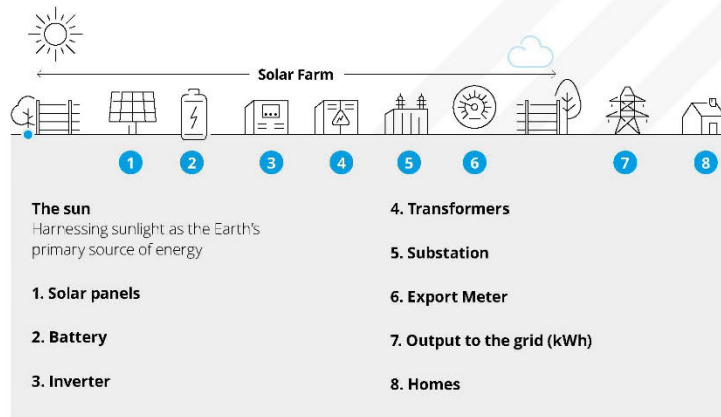 Solar Farm
1
2
3
4
5
6
7
8
The sun
Harnessing sunlight as the Earth's
primary source of energy
1. Solar panels
2. Battery
3. Inverter
4. Transformers
5. Substation
6. Export Meter
7. Output to the grid (kWh)
8. Homes